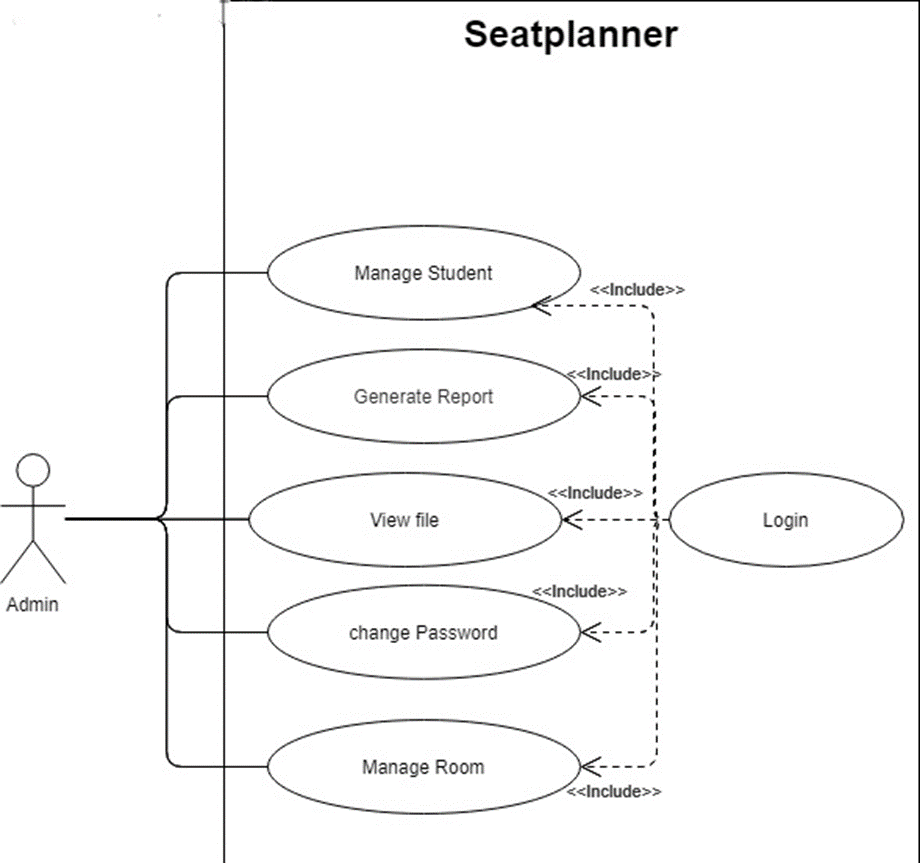 Seatplanner
Manage Student
<<Include>>
<<Include>>
Generate Report
<<Include>>
View file
Login
<<Include>>
Admin
change Password
Manage Room
<<Include>>